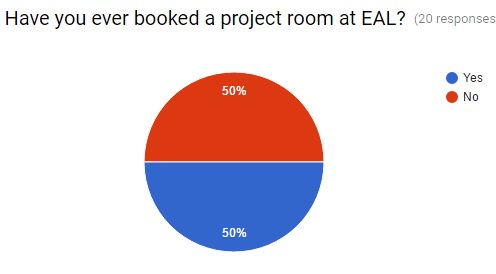 Have you ever booked a project room at EAL? (20 responses
Yes
No
50%
50%